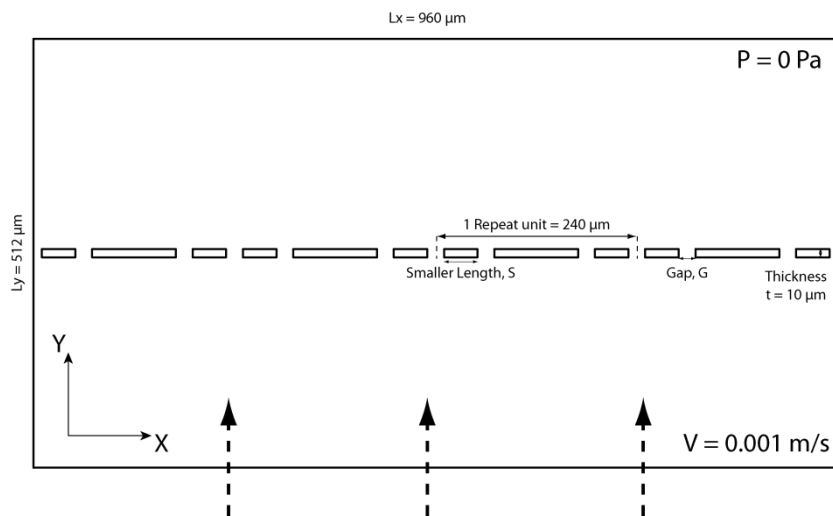 Lx = 960 µm
P = 0 Pa
Ly = 512 µm
1 Repeat unit = 240 µm
Smaller Length, S
Gap, G
Thickness
t = 10 µm
Y
X
V = 0.001 m/s